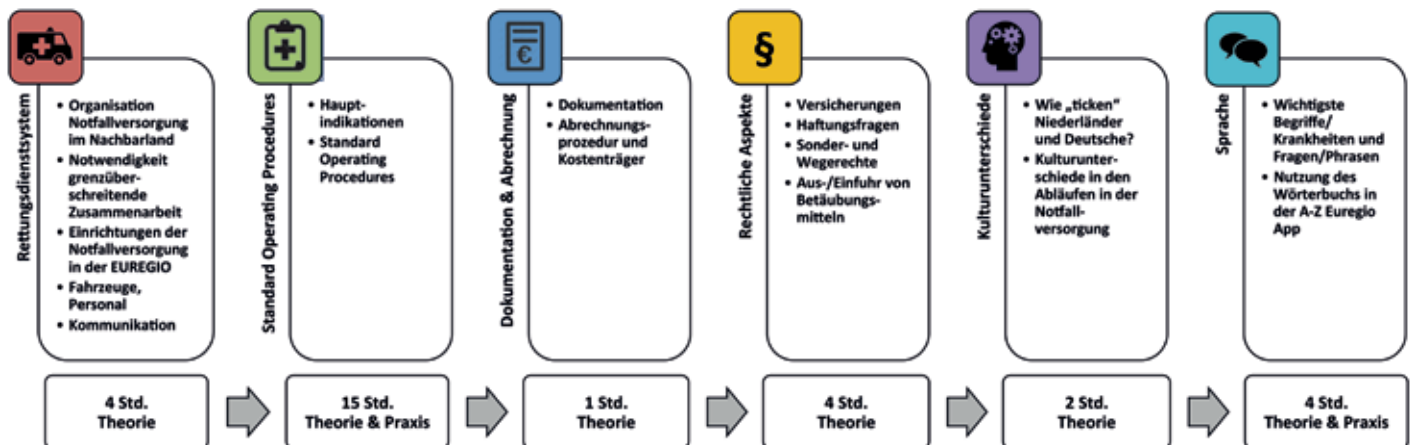 Rettungsdienstsystem
• Organisation
Notfallversorgung
im Nachbarland
• Notwendigkeit
grenzüber-
schreitende
Zusammenarbeit
• Einrichtungen der
Notfallversorgung
in der EUREGIO
• Fahrzeuge,
Personal
• Kommunikation
4 Std.
Theorie
Standard Operating Procedures
• Haupt-
indikationen
• Standard
Operating
Procedures
15 Std.
Theorie & Praxis
€
Dokumentation & Abrechnung
• Dokumentation
• Abrechnungs-
prozedur und
Kostenträger
1 Std.
Theorie
§
Rechtliche Aspekte
• Versicherungen
• Haftungsfragen
• Sonder- und
Wegerechte
• Aus-/Einfuhr von
Betäubungs-
mitteln
4 Std.
Theorie
Kulturunterschiede
• Wie „ticken“
Niederländer
und Deutsche?
• Kulturunter-
schiede in den
Abläufen in der
Notfall-
versorgung
2 Std.
Theorie
Sprache
• Wichtigste
Begriffe/
Krankheiten und
Fragen/Phrasen
• Nutzung des
Wörterbuchs in
der A-Z Euregio
App
4 Std.
Theorie & Praxis